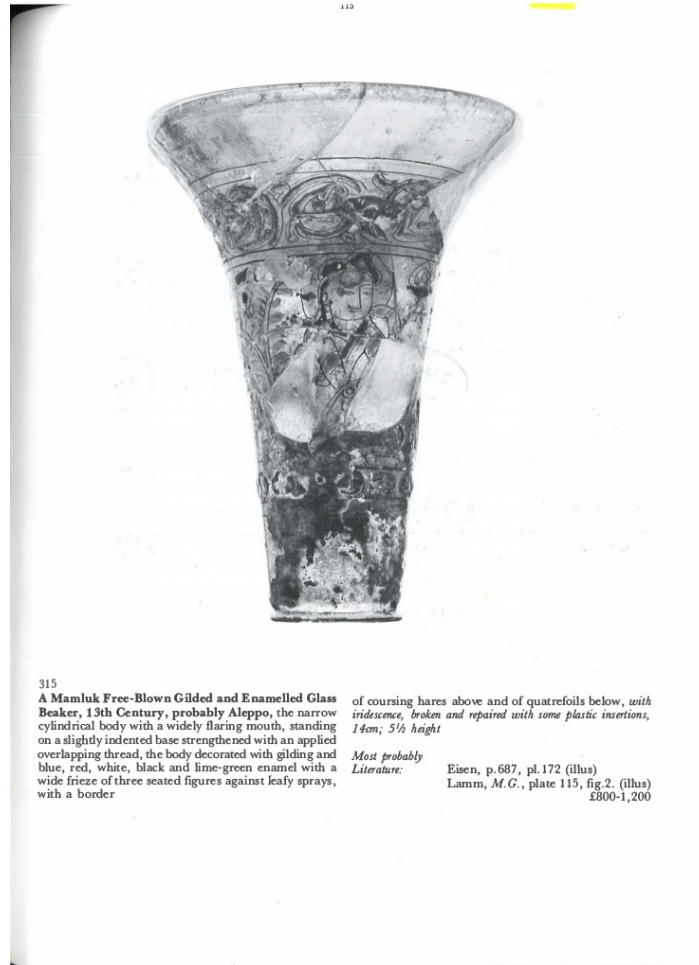 115
315
A Mamluk Free-Blown Gilded and Enamelled Glass
Beaker, 13th Century, probably Aleppo, the narrow
cylindrical body with a widely flaring mouth, standing
on a slightly indented base strengthened with an applied
overlapping thread, the body decorated with gilding and
blue, red, white, black and lime-green enamel with a
wide frieze of three seated figures against leafy sprays,
with a border
of coursing hares above and of quatrefoils below, with
iridescence, broken and repaired with some plastic insertions,
14cm; 5½ height
Most probably
Literature: Eisen, p.687, pl.172 (illus)
Lamm, M.G., plate 115, fig.2. (illus)
£800-1,200